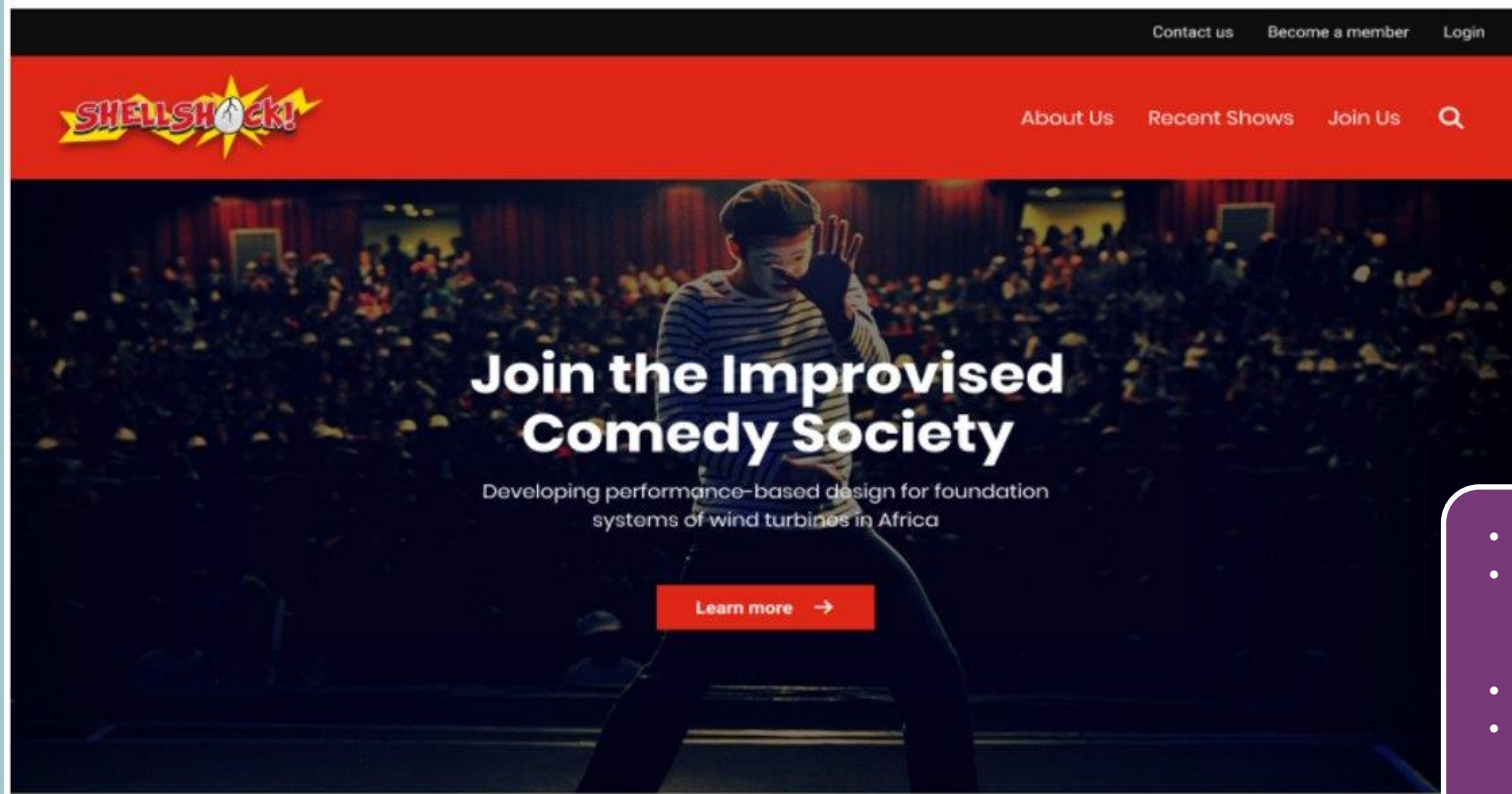 Contact us Become a member Login
SHELLSHOCK!
About Us Recent Shows Join Us
Join the Improvised
Comedy Society
Developing performance-based design for foundation
systems of wind turbines in Africa
Learn more →